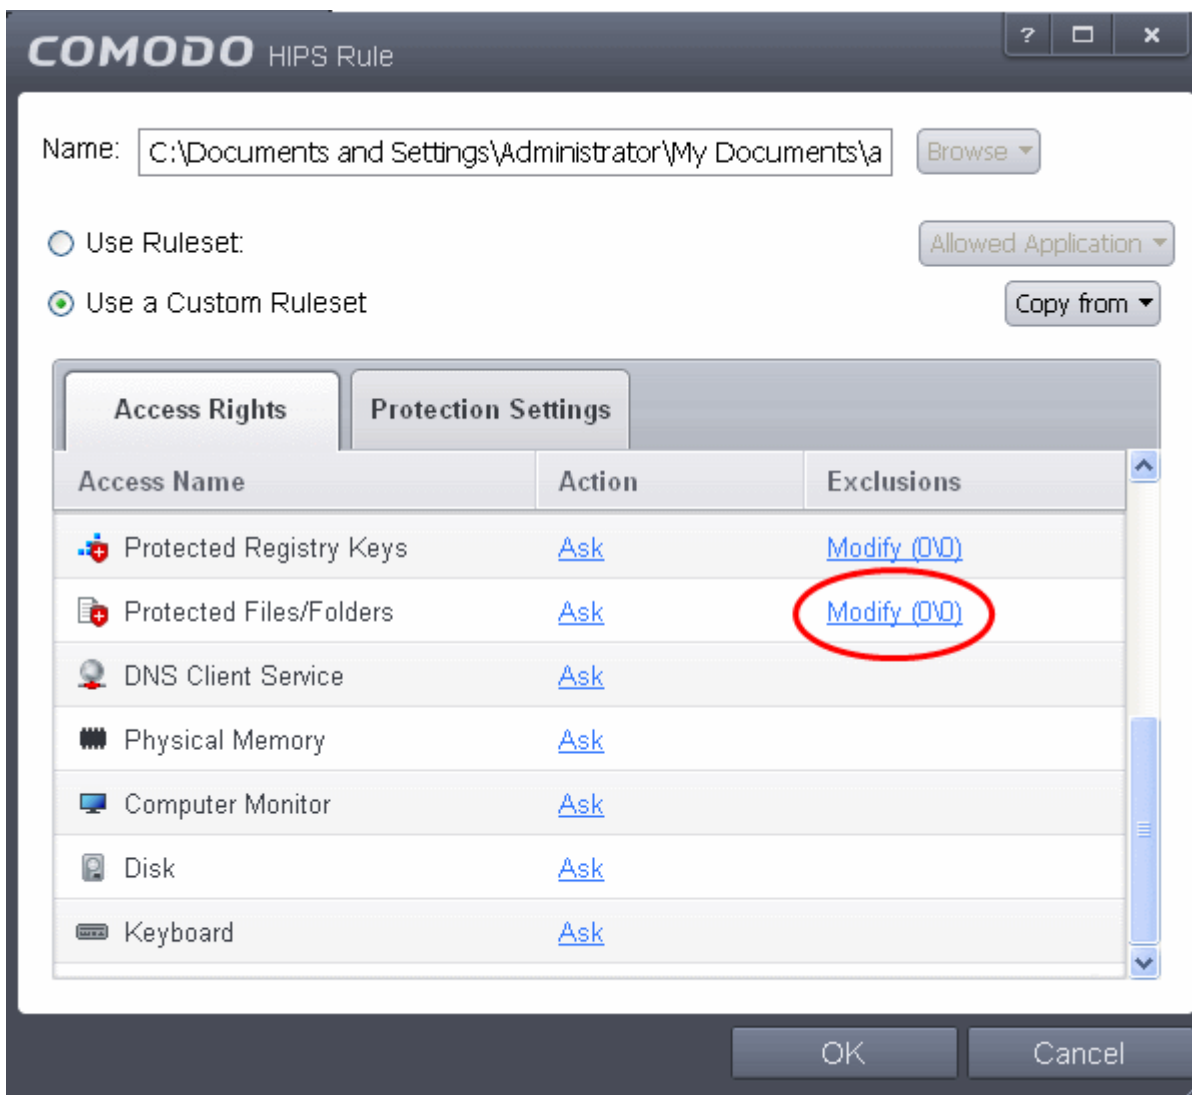 COMODO HIPS Rule
?
x
Name: C:\Documents and Settings\Administrator\My Documents\a Browse
Use Ruleset: Allowed Application
Use a Custom Ruleset Copy from
Access Rights Protection Settings
Access Name Action Exclusions
Protected Registry Keys Ask Modify (0\0)
Protected Files/Folders Ask Modify (0\0)
DNS Client Service Ask
Physical Memory Ask
Computer Monitor Ask
Disk Ask
Keyboard Ask
OK Cancel